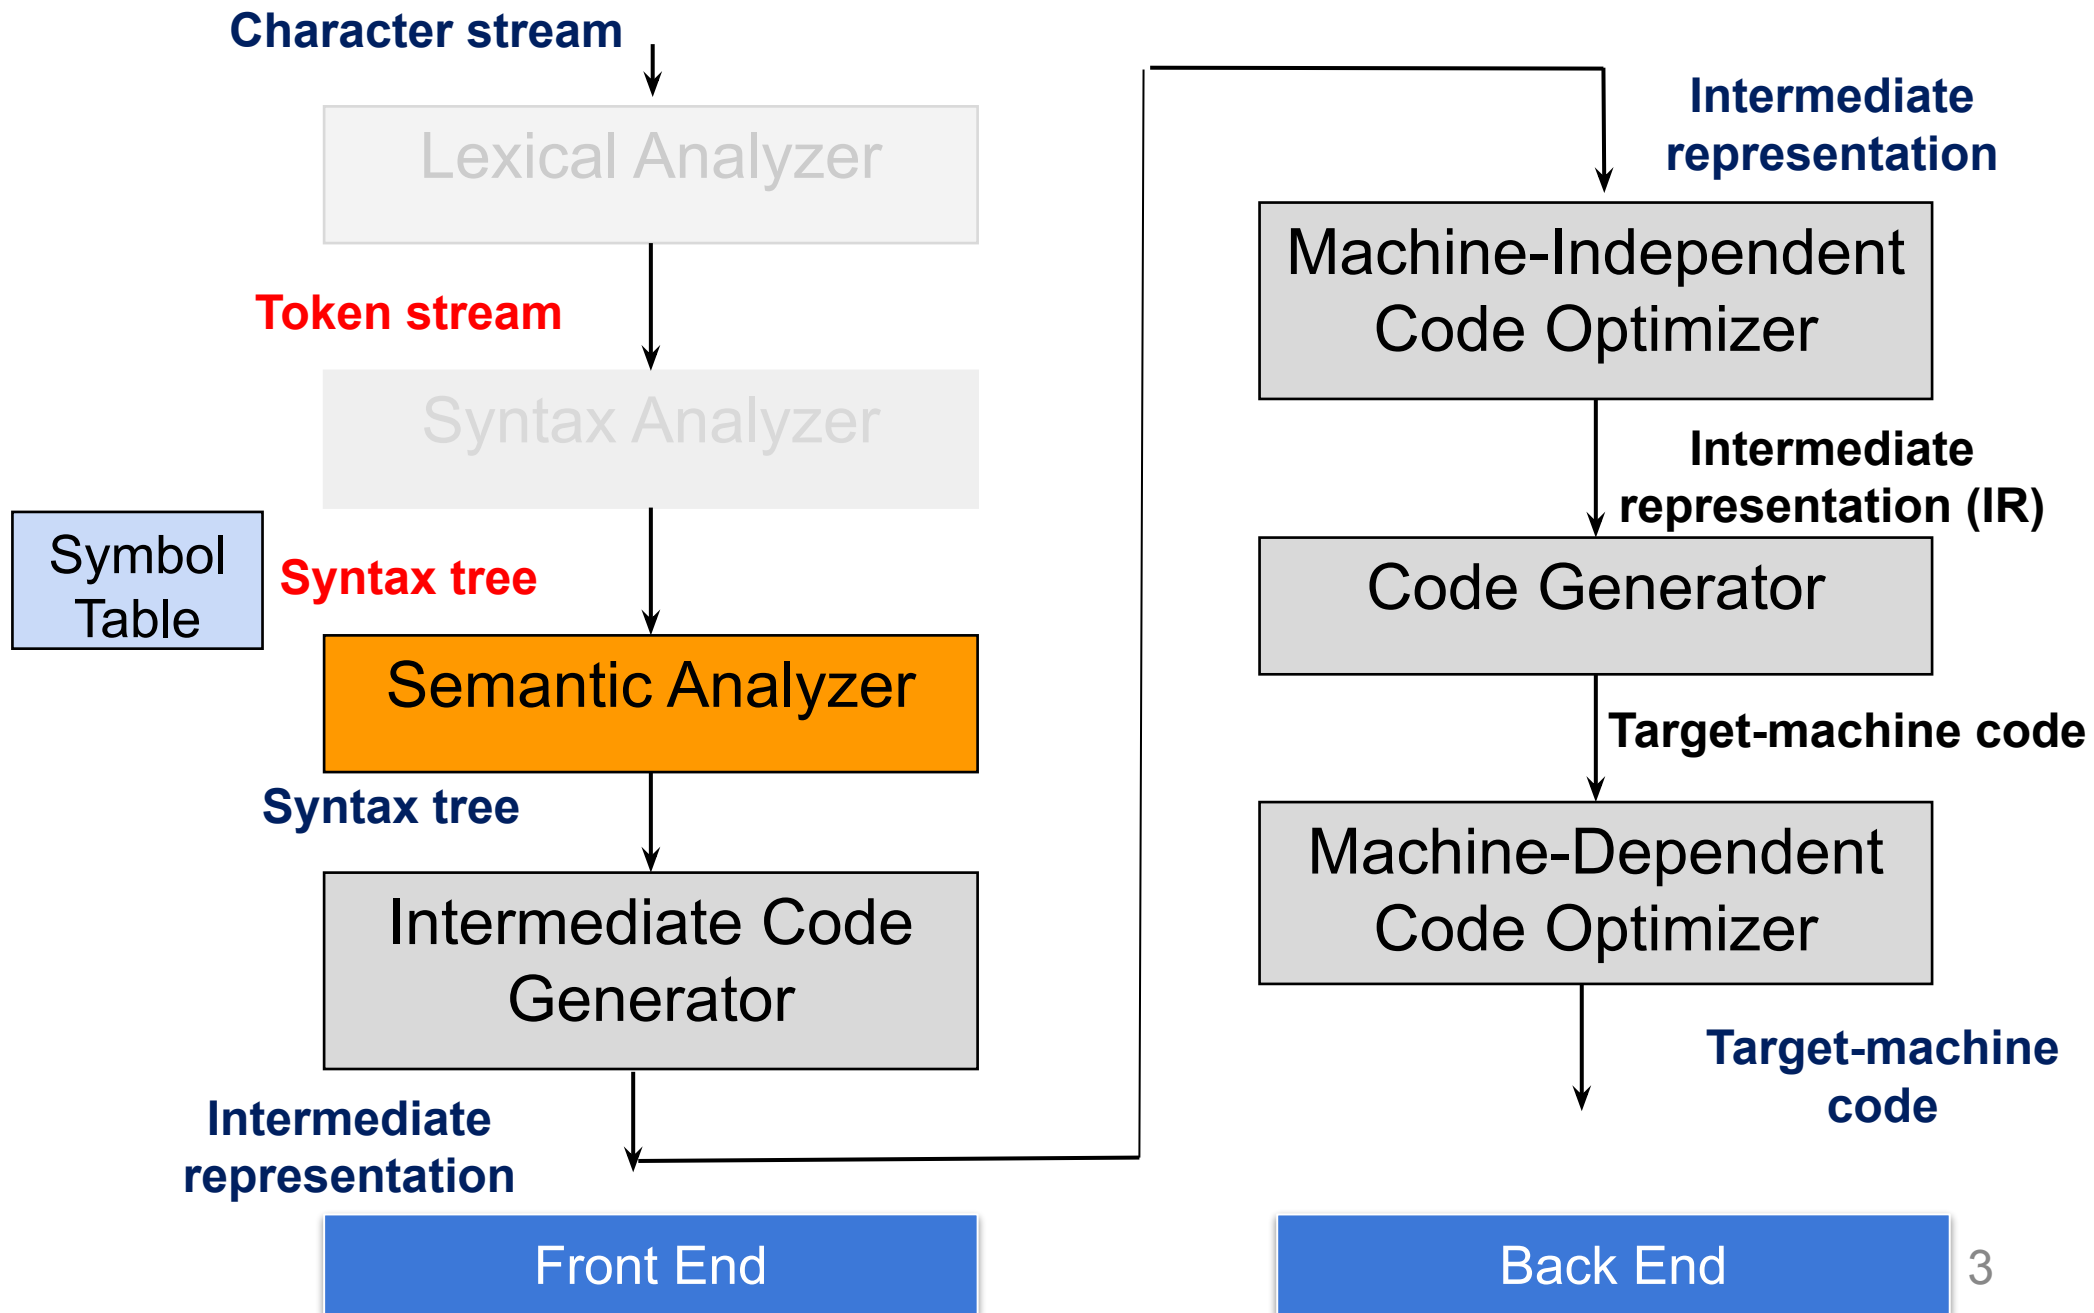 Character stream
Lexical Analyzer
Token stream
Syntax Analyzer
Symbol
Table
Syntax tree
Semantic Analyzer
Syntax tree
Intermediate Code
Generator
Intermediate
representation
Front End
Intermediate
representation
Machine-Independent
Code Optimizer
Intermediate
representation (IR)
Code Generator
Target-machine code
Machine-Dependent
Code Optimizer
Target-machine
code
Back End
3